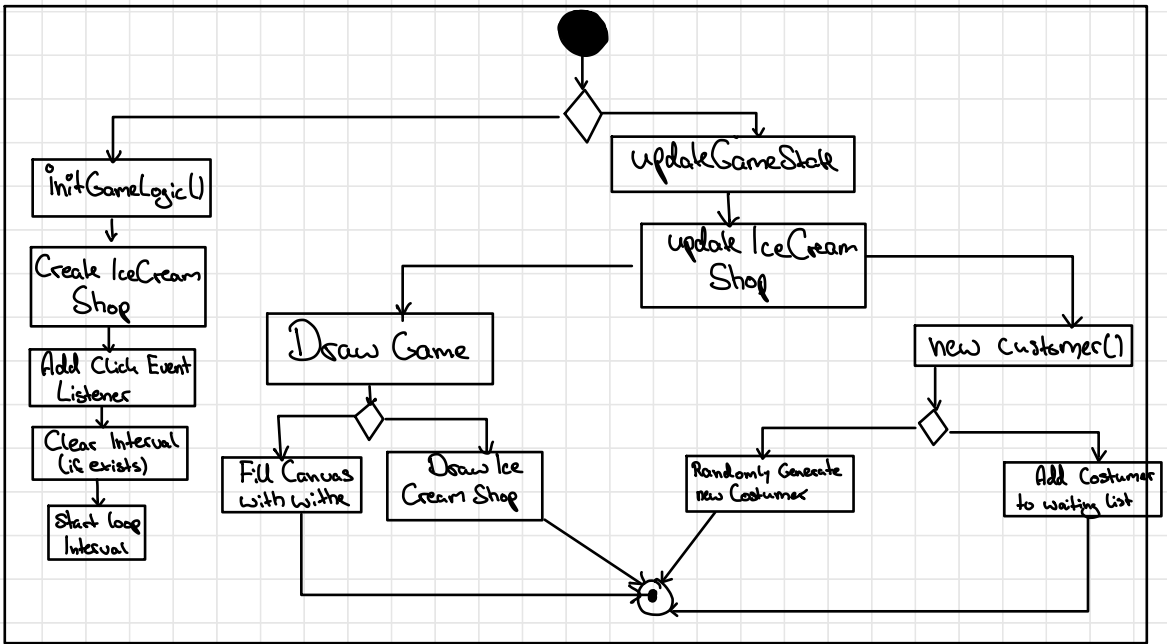 initGameLogic()
Create IceCream
Shop
Add Click Event
Listener
Clear Interval
(if exists)
Start loop
Interval
updateGameState
update IceCream
Shop
Draw Game
Fill Canvas
with withe
Draw Ice
Cream Shop
new customer()
Randomly Generate
new Costumer
Add Costumer
to waiting list